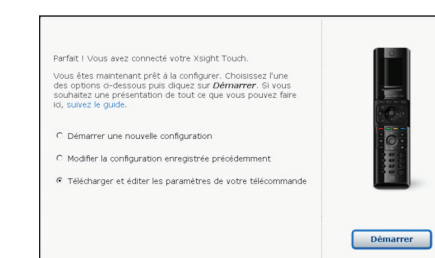 Parfait ! Vous avez connecté votre Xsight Touch.
Vous êtes maintenant prêt à la configurer. Choisissez l'une
des options ci-dessous puis cliquez sur Démarrer. Si vous
souhaitez une présentation de tout ce que vous pouvez faire
ici, suivez le guide.
Démarrer une nouvelle configuration
Modifier la configuration enregistrée précédemment
Télécharger et éditer les paramètres de votre télécommande
Démarrer